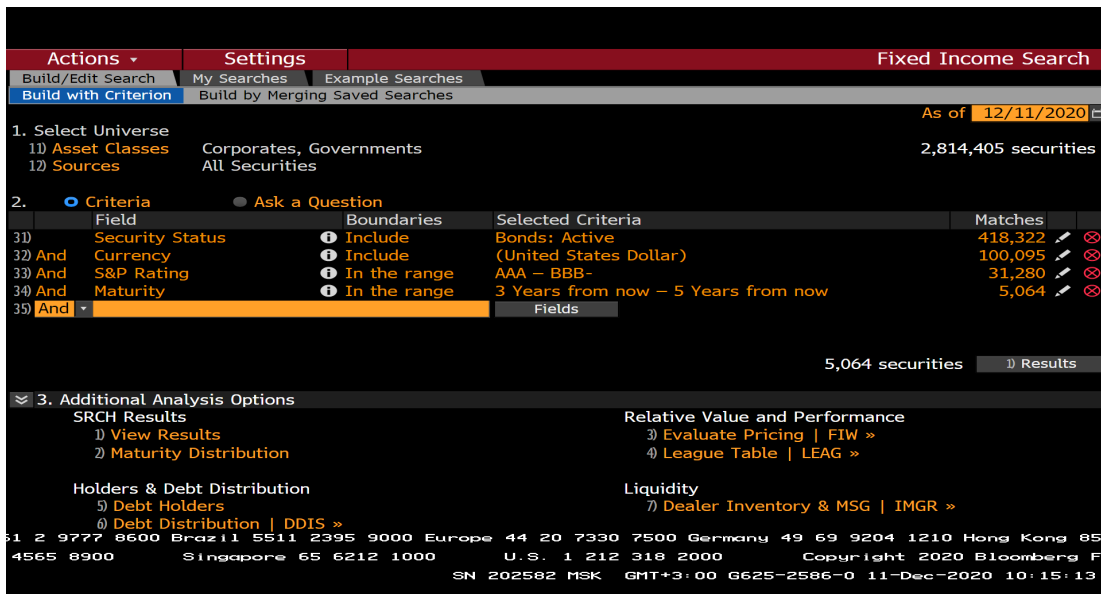 Actions Settings Fixed Income Search
Build/Edit Search My Searches Example Searches
Build with Criterion Build by Merging Saved Searches
As of 12/11/2020
1. Select Universe
11) Asset Classes Corporates, Governments 2,814,405 securities
12) Sources All Securities
2. Criteria Ask a Question
Field Boundaries Selected Criteria Matches
31) Security Status Include Bonds: Active 418,322
32) And Currency Include (United States Dollar) 100,095
33) And S&P Rating In the range AAA – BBB- 31,280
34) And Maturity In the range 3 Years from now – 5 Years from now 5,064
35) And Fields
5,064 securities 1) Results
3. Additional Analysis Options
SRCH Results Relative Value and Performance
1) View Results 3) Evaluate Pricing | FIW »
2) Maturity Distribution 4) League Table | LEAG »
Holders & Debt Distribution Liquidity
5) Debt Holders 7) Dealer Inventory & MSG | IMGR »
6) Debt Distribution | DDIS »
61 2 9777 8600 Brazil 5511 2395 9000 Europe 44 20 7330 7500 Germany 49 69 9204 1210 Hong Kong 85
4565 8900 Singapore 65 6212 1000 U.S. 1 212 318 2000 Copyright 2020 Bloomberg F
SN 202582 MSK GMT+3:00 G625-2586-0 11-Dec-2020 10:15:13